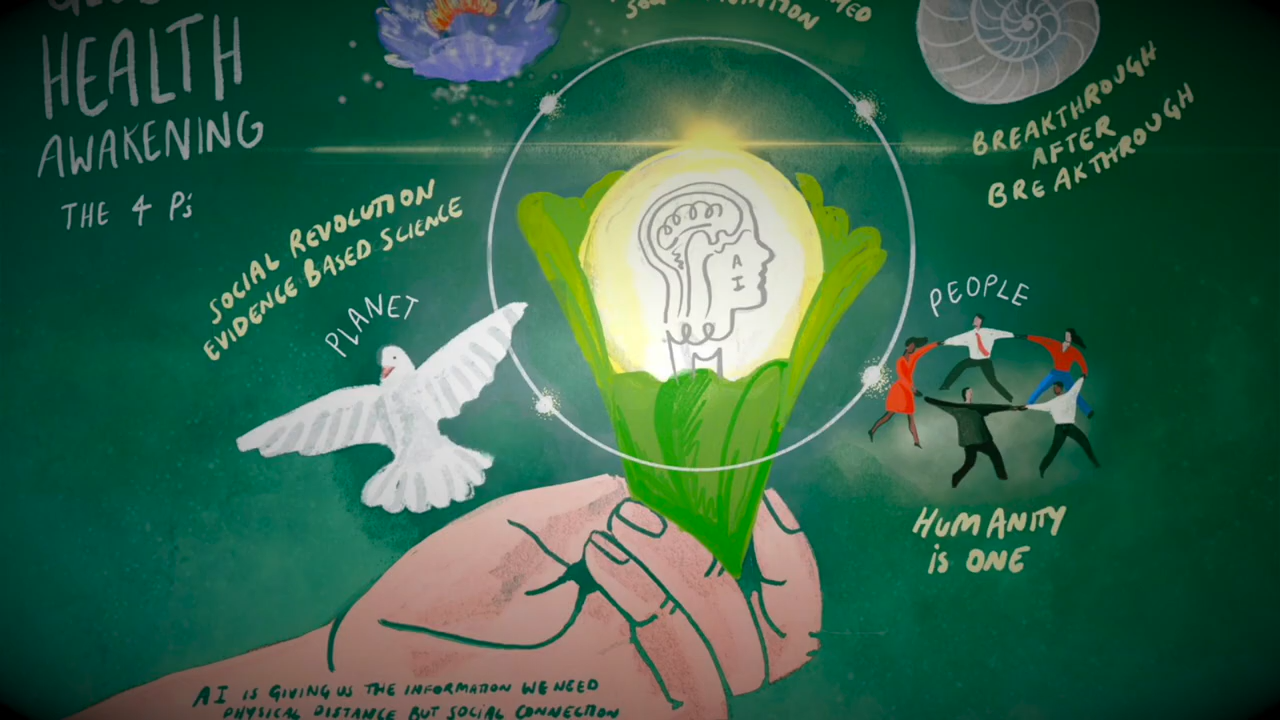 HEALTH
AWAKENING
THE 4 P's
SOCIAL REVOLUTION
EVIDENCE BASED SCIENCE
PLANET
BREAKTHROUGH
AFTER
BREAKTHROUGH
A
I
PEOPLE
HUMANITY
is ONE
AI IS GIVING US THE INFORMATION WE NEED
PHYSICAL DISTANCE BUT SOCIAL CONNECTION